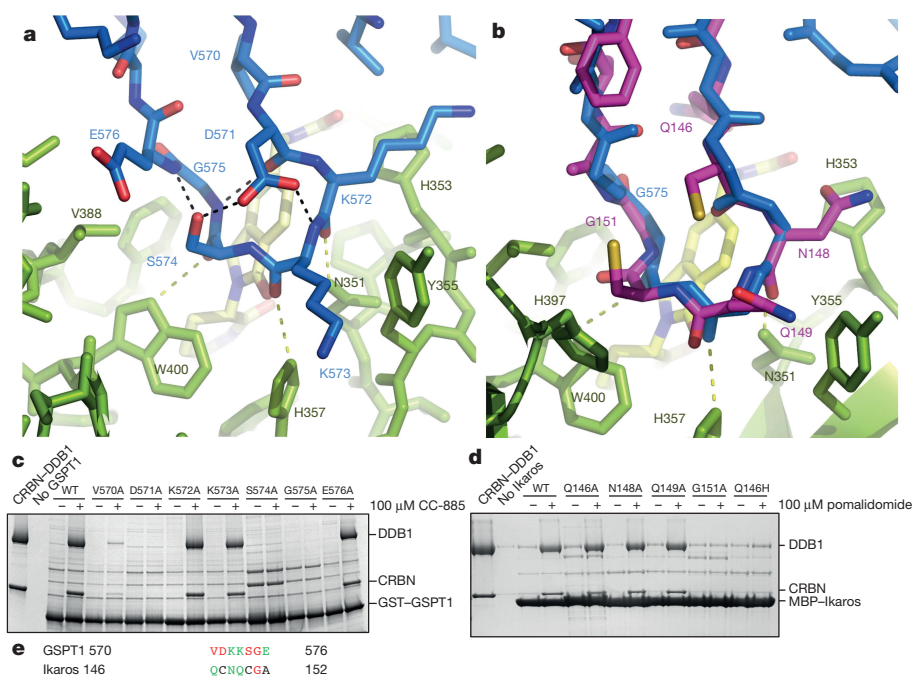 a
V570
E576
D571
G575
K572
H353
V388
S574
N351
Y355
W400
K573
H357
b
Q146
H353
G575
G151
N148
H397
Y355
Q149
N351
W400
H357
c
CRBN–DDB1
No GSPT1
WT V570A D571A K572A K573A S574A G575A E576A
– + – + – + – + – + – + – + – + 100 μM CC-885
DDB1
CRBN
GST–GSPT1
d
CRBN–DDB1
No Ikaros
WT Q146A N148A Q149A G151A Q146H
– + – + – + – + – + – + 100 μM pomalidomide
DDB1
CRBN
MBP–Ikaros
e
GSPT1 570 VDKKSGE 576
Ikaros 146 QCNQCGA 152